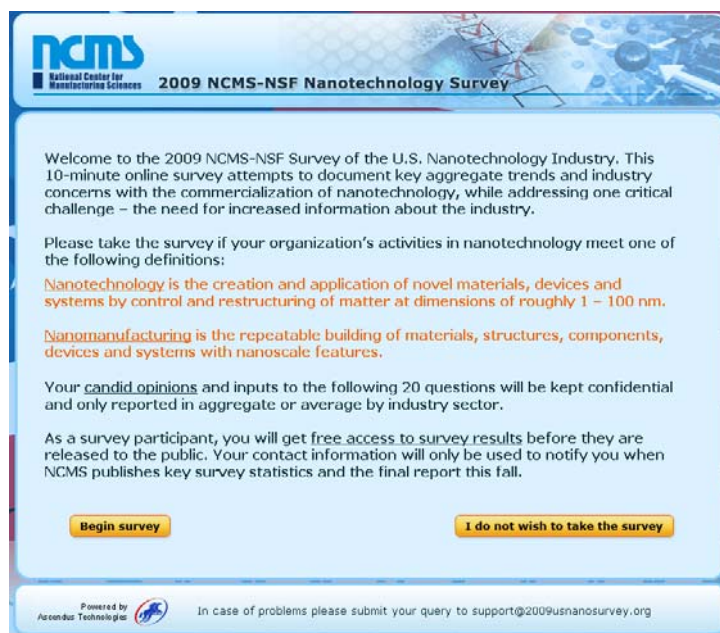 ncms
National Center for
Manufacturing Sciences
2009 NCMS-NSF Nanotechnology Survey
Welcome to the 2009 NCMS-NSF Survey of the U.S. Nanotechnology Industry. This
10-minute online survey attempts to document key aggregate trends and industry
concerns with the commercialization of nanotechnology, while addressing one critical
challenge – the need for increased information about the industry.
Please take the survey if your organization's activities in nanotechnology meet one of
the following definitions:
Nanotechnology is the creation and application of novel materials, devices and
systems by control and restructuring of matter at dimensions of roughly 1 – 100 nm.
Nanomanufacturing is the repeatable building of materials, structures, components,
devices and systems with nanoscale features.
Your candid opinions and inputs to the following 20 questions will be kept confidential
and only reported in aggregate or average by industry sector.
As a survey participant, you will get free access to survey results before they are
released to the public. Your contact information will only be used to notify you when
NCMS publishes key survey statistics and the final report this fall.
Begin survey
I do not wish to take the survey
Powered by
Ascendus Technologies
In case of problems please submit your query to support@2009usnanosurvey.org